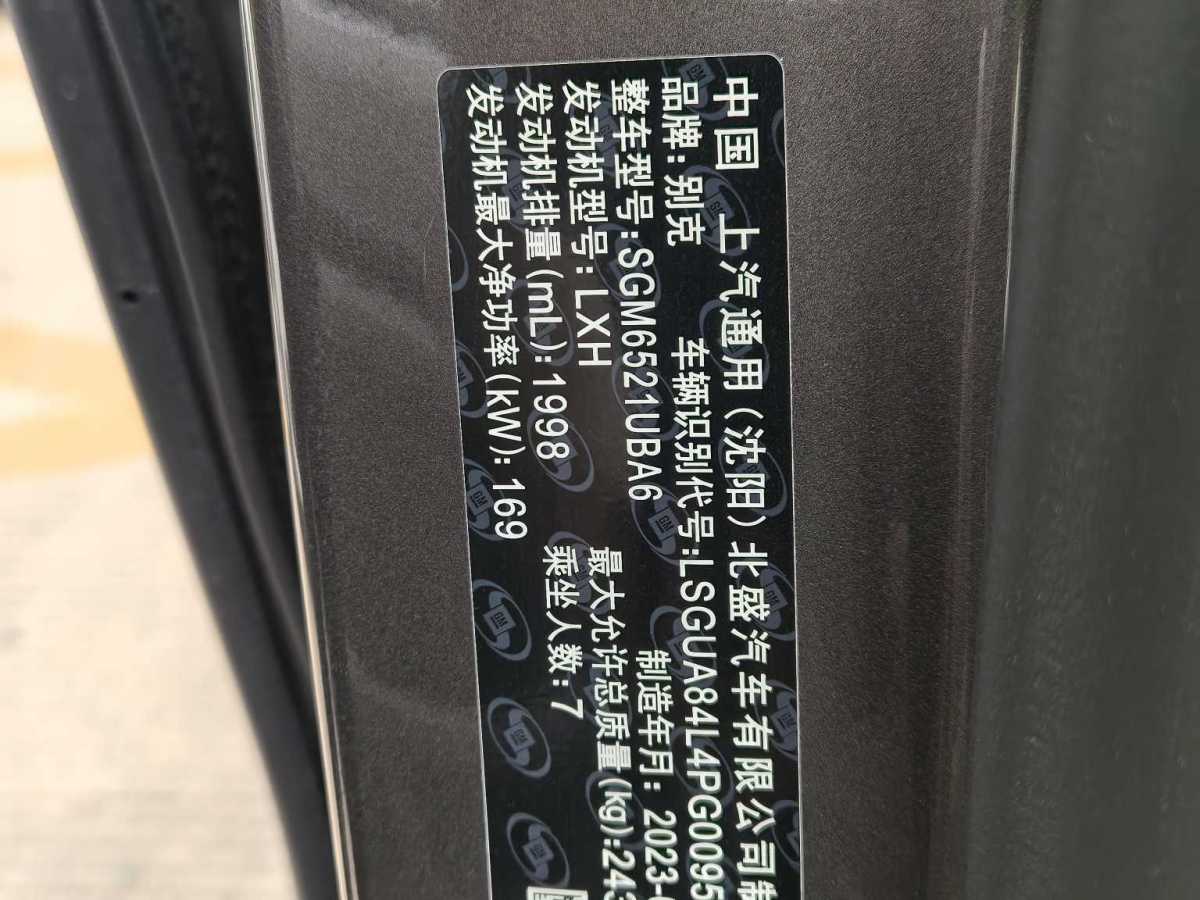 中国 上汽通用(沈阳)北盛汽车有限公司制
品牌:别克 车辆识别代号:LSGUA84L4PG0095
整车型号:SGM6521UBA6 制造年月:2023-
发动机型号:LXH 最大允许总质量(kg):243
发动机排量(mL):1998 乘坐人数:7
发动机最大净功率(kW):169